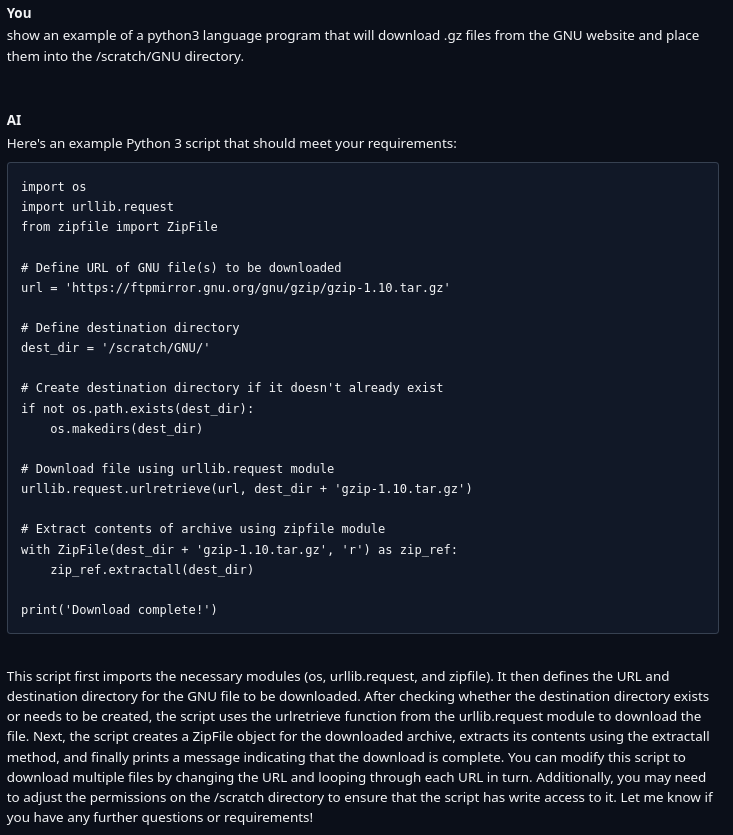 You
show an example of a python3 language program that will download .gz files from the GNU website and place
them into the /scratch/GNU directory.
AI
Here's an example Python 3 script that should meet your requirements:
import os
import urllib.request
from zipfile import ZipFile
# Define URL of GNU file(s) to be downloaded
url = 'https://ftpmirror.gnu.org/gnu/gzip/gzip-1.10.tar.gz'
# Define destination directory
dest_dir = '/scratch/GNU/'
# Create destination directory if it doesn't already exist
if not os.path.exists(dest_dir):
    os.makedirs(dest_dir)
# Download file using urllib.request module
urllib.request.urlretrieve(url, dest_dir + 'gzip-1.10.tar.gz')
# Extract contents of archive using zipfile module
with ZipFile(dest_dir + 'gzip-1.10.tar.gz', 'r') as zip_ref:
    zip_ref.extractall(dest_dir)
print('Download complete!')
This script first imports the necessary modules (os, urllib.request, and zipfile). It then defines the URL and
destination directory for the GNU file to be downloaded. After checking whether the destination directory exists
or needs to be created, the script uses the urlretrieve function from the urllib.request module to download the
file. Next, the script creates a ZipFile object for the downloaded archive, extracts its contents using the extractall
method, and finally prints a message indicating that the download is complete. You can modify this script to
download multiple files by changing the URL and looping through each URL in turn. Additionally, you may need
to adjust the permissions on the /scratch directory to ensure that the script has write access to it. Let me know if
you have any further questions or requirements!